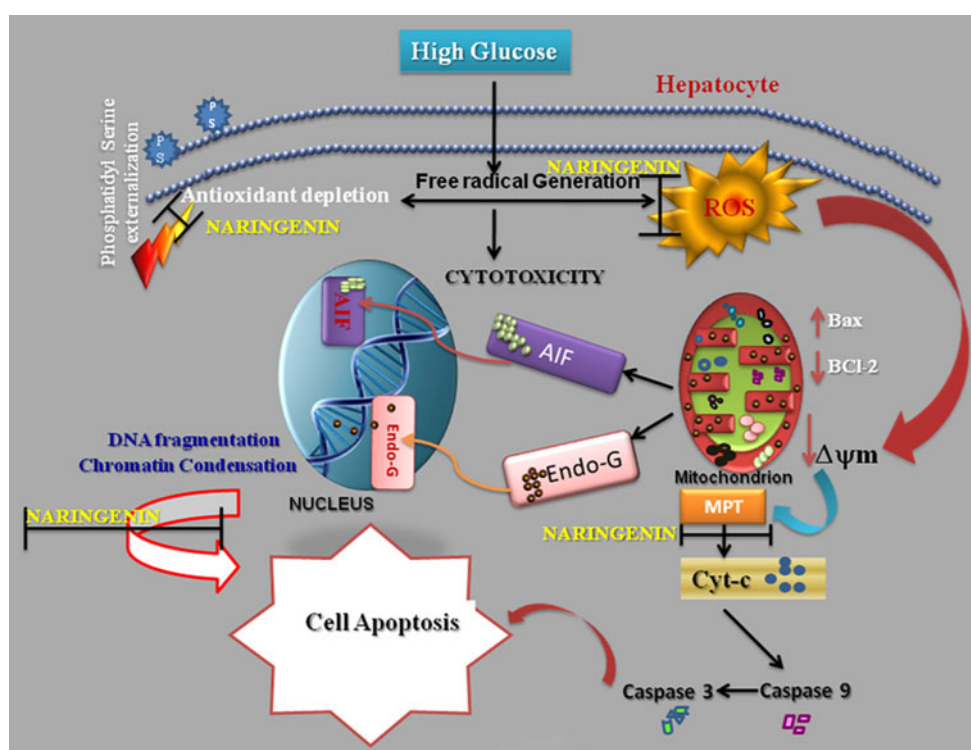 High Glucose
Hepatocyte
P S
P S
Phosphatidyl Serine
externalization
NARINGENIN
Free radical Generation
Antioxidant depletion
ROS
NARINGENIN
CYTOTOXICITY
AIF
AIF
Bax
BCl-2
DNA fragmentation
Chromatin Condensation
Endo-G
Endo-G
Δψm
Mitochondrion
NUCLEUS
MPT
NARINGENIN
NARINGENIN
Cyt-c
Cell Apoptosis
Caspase 3
Caspase 9